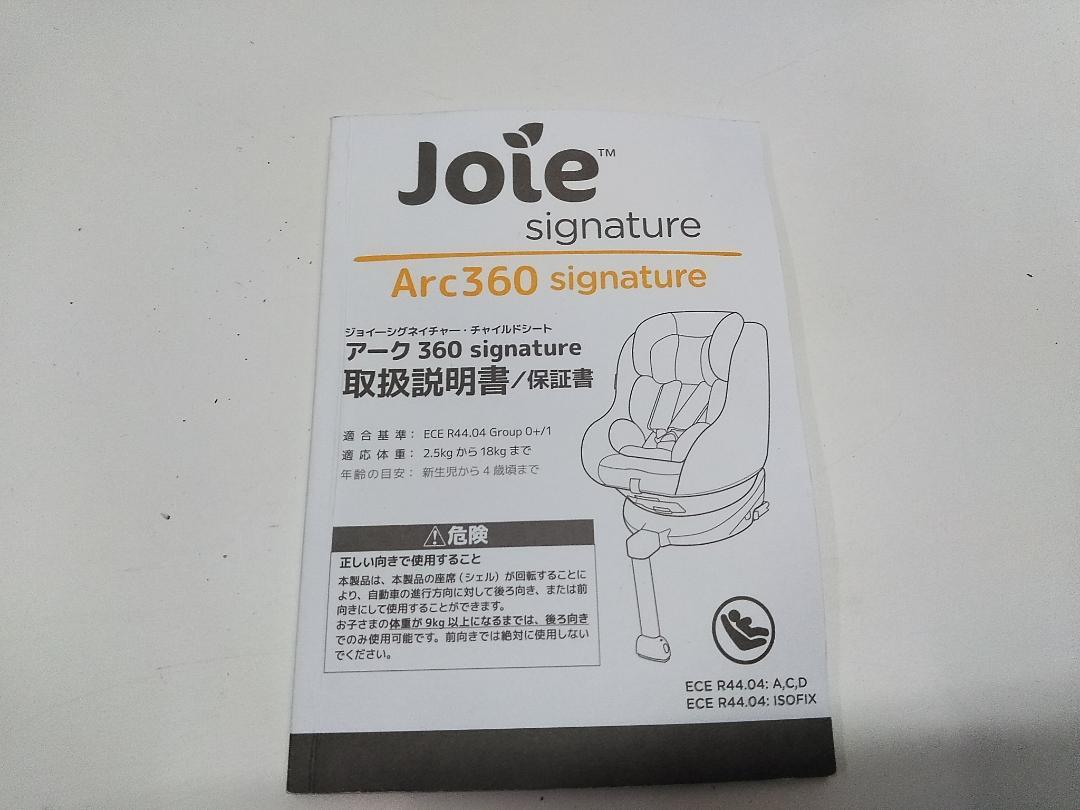 Joie™
signature
Arc360 signature
ジョイーシグネイチャー・チャイルドシート
アーク 360 signature
取扱説明書/保証書
適合基準： ECE R44.04 Group 0+/1
適応体重： 2.5kgから18kgまで
年齢の目安： 新生児から4歳頃まで
危険
正しい向きで使用すること
本製品は、本製品の座席（シェル）が回転することに
より、自動車の進行方向に対して後ろ向き、または前
向きにして使用することができます。
お子さまの体重が9kg以上になるまでは、後ろ向き
でのみ使用可能です。前向きでは絶対に使用しない
でください。
ECE R44.04: A,C,D
ECE R44.04: ISOFIX